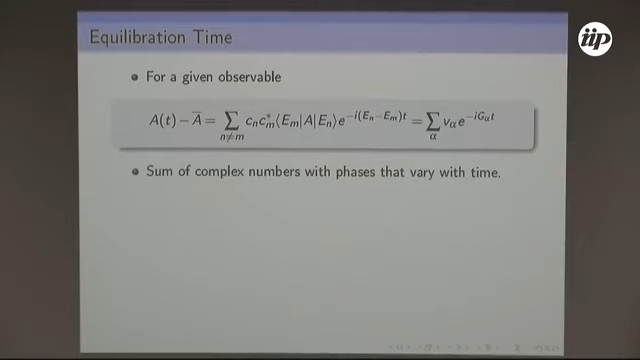 iip
Equilibration Time
• For a given observable
A(t) − A̅ = ∑_{n≠m} c_n c_m^* ⟨E_m|A|E_n⟩ e^{−i(E_n−E_m)t} = ∑_α v_α e^{−iG_α t}
• Sum of complex numbers with phases that vary with time.